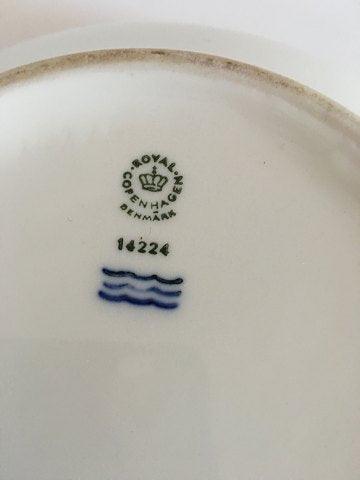 ROYAL
COPENHAGEN
DENMARK
14224